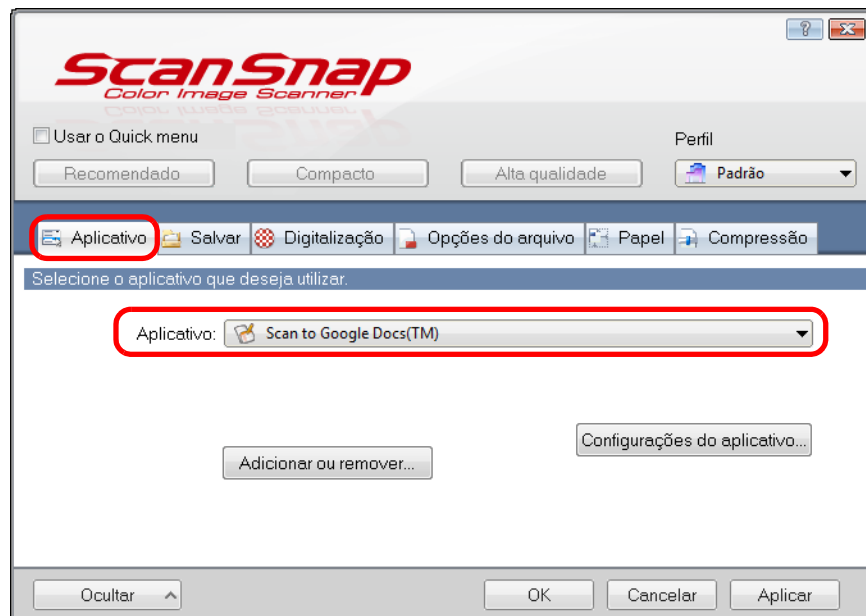 ScanSnap
Color Image Scanner
Usar o Quick menu
Perfil
Recomendado Compacto Alta qualidade Padrão
Aplicativo Salvar Digitalização Opções do arquivo Papel Compressão
Selecione o aplicativo que deseja utilizar.
Aplicativo: Scan to Google Docs(TM)
Configurações do aplicativo...
Adicionar ou remover...
Ocultar OK Cancelar Aplicar